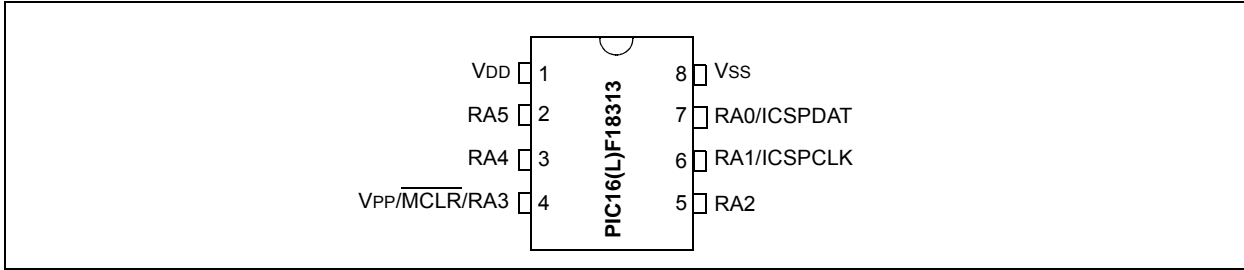 VDD 1 8 VSS
RA5 2 7 RA0/ICSPDAT
RA4 3 6 RA1/ICSPCLK
VPP/MCLR/RA3 4 5 RA2
PIC16(L)F18313